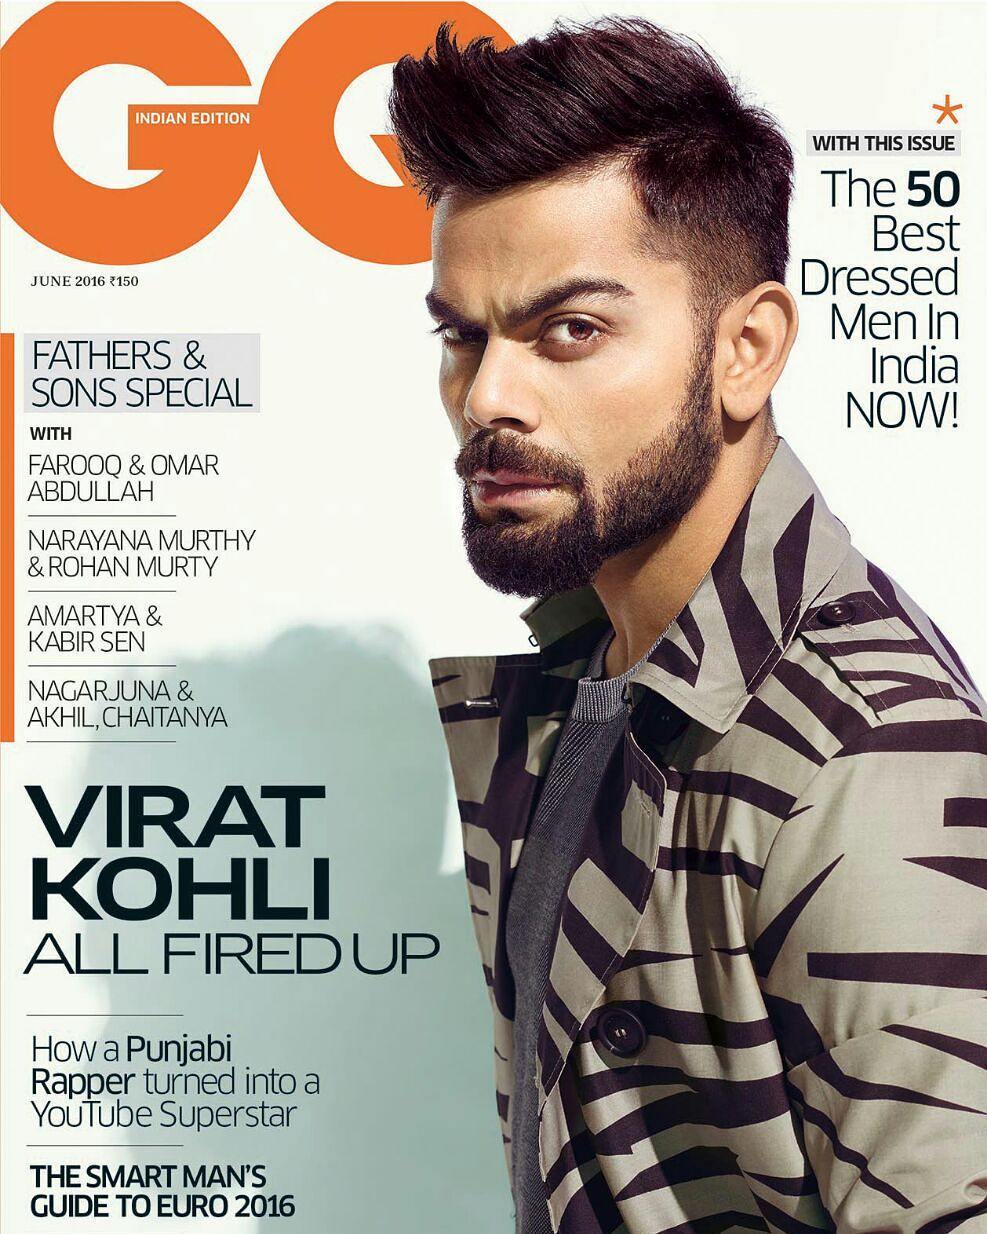 GQ
INDIAN EDITION
JUNE 2016 ₹150
WITH THIS ISSUE
The 50
Best
Dressed
Men In
India
NOW!
FATHERS &
SONS SPECIAL
WITH
FAROOQ & OMAR
ABDULLAH
NARAYANA MURTHY
& ROHAN MURTY
AMARTYA &
KABIR SEN
NAGARJUNA &
AKHIL, CHAITANYA
VIRAT
KOHLI
ALL FIRED UP
How a Punjabi
Rapper turned into a
YouTube Superstar
THE SMART MAN'S
GUIDE TO EURO 2016